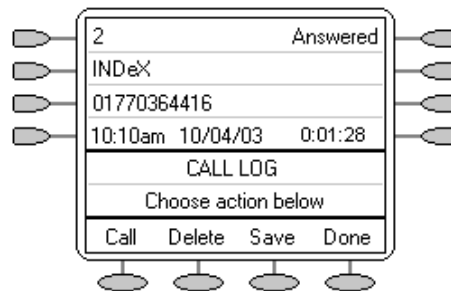 2 Answered
INDeX
01770364416
10:10am 10/04/03 0:01:28
CALL LOG
Choose action below
Call Delete Save Done